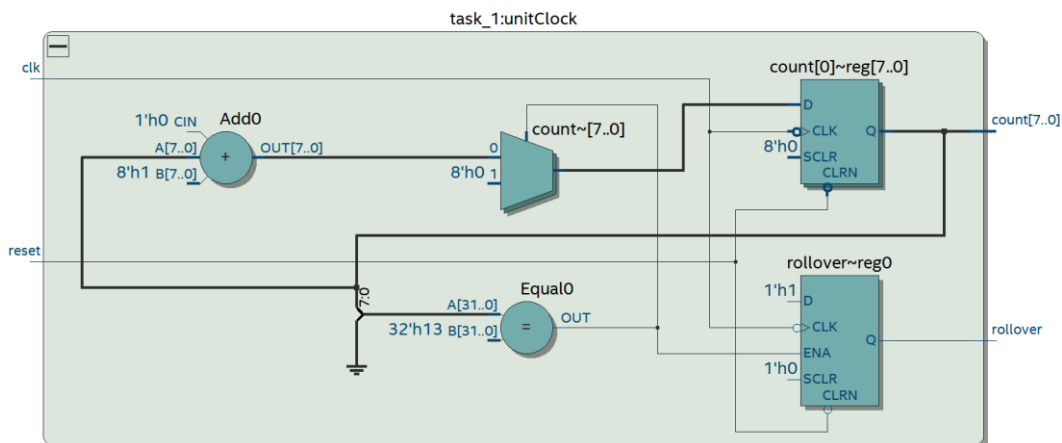 task_1:unitClock
clk
count[0]~reg[7..0]
Add0
1'h0 CIN
A[7..0]
OUT[7..0]
8'h1 B[7..0]
count~[7..0]
0
8'h0 1
D
CLK
8'h0
SCLR
CLRN
Q
count[7..0]
reset
7:0
Equal0
A[31..0]
32'h13 B[31..0]
OUT
=
+
rollover~reg0
1'h1
D
CLK
ENA
1'h0
SCLR
CLRN
Q
rollover